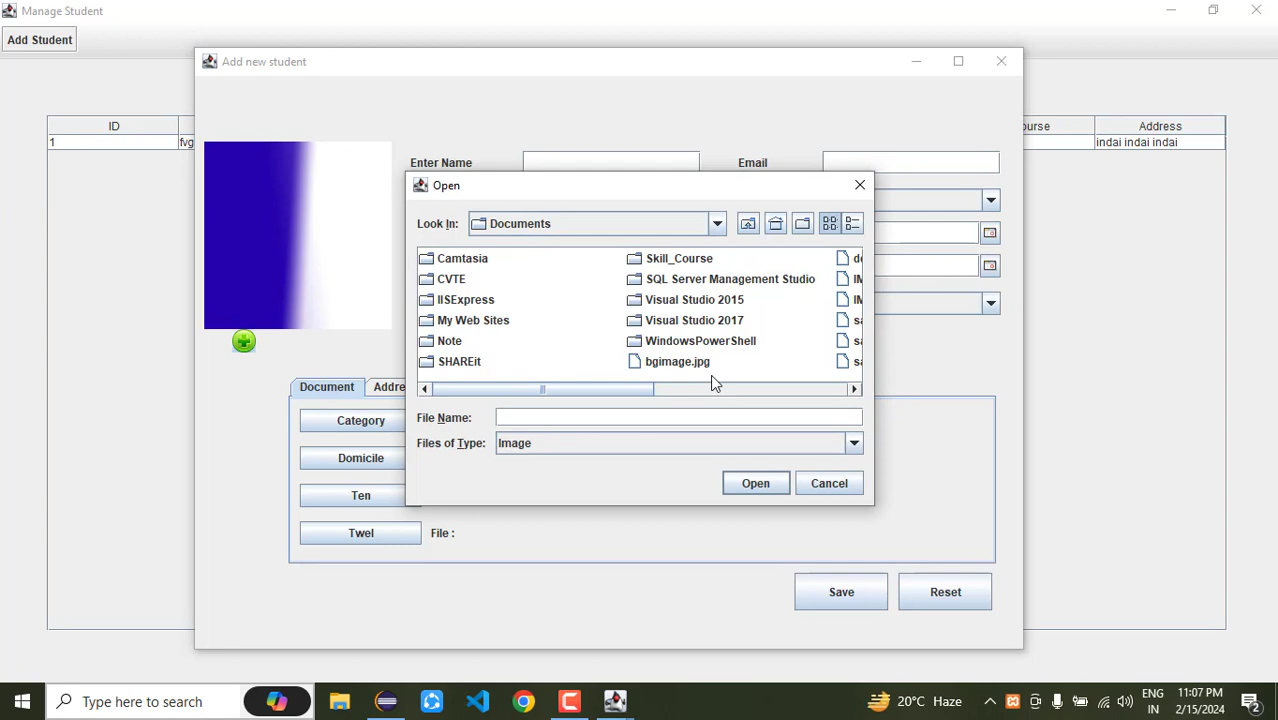 Manage Student
Add Student
Add new student
ID
Address
1
indai indai indai
Enter Name
Email
Open
Look In:
Documents
Camtasia
CVTE
IISExpress
My Web Sites
Note
SHAREit
Skill_Course
SQL Server Management Studio
Visual Studio 2015
Visual Studio 2017
WindowsPowerShell
bgimage.jpg
File Name:
Files of Type:
Image
Open
Cancel
Document
Category
Domicile
Ten
Twel
File :
Save
Reset
Type here to search
20°C Haze
ENG
IN
11:07 PM
2/15/2024
2